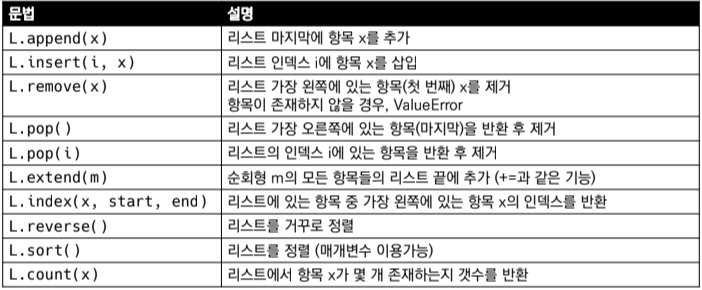 문법 설명
L.append(x) 리스트 마지막에 항목 x를 추가
L.insert(i, x) 리스트 인덱스 i에 항목 x를 삽입
L.remove(x) 리스트 가장 왼쪽에 있는 항목(첫 번째) x를 제거
항목이 존재하지 않을 경우, ValueError
L.pop() 리스트 가장 오른쪽에 있는 항목(마지막)을 반환 후 제거
L.pop(i) 리스트의 인덱스 i에 있는 항목을 반환 후 제거
L.extend(m) 순회형 m의 모든 항목들의 리스트 끝에 추가 (+=과 같은 기능)
L.index(x, start, end) 리스트에 있는 항목 중 가장 왼쪽에 있는 항목 x의 인덱스를 반환
L.reverse() 리스트를 거꾸로 정렬
L.sort() 리스트를 정렬 (매개변수 이용가능)
L.count(x) 리스트에서 항목 x가 몇 개 존재하는지 갯수를 반환